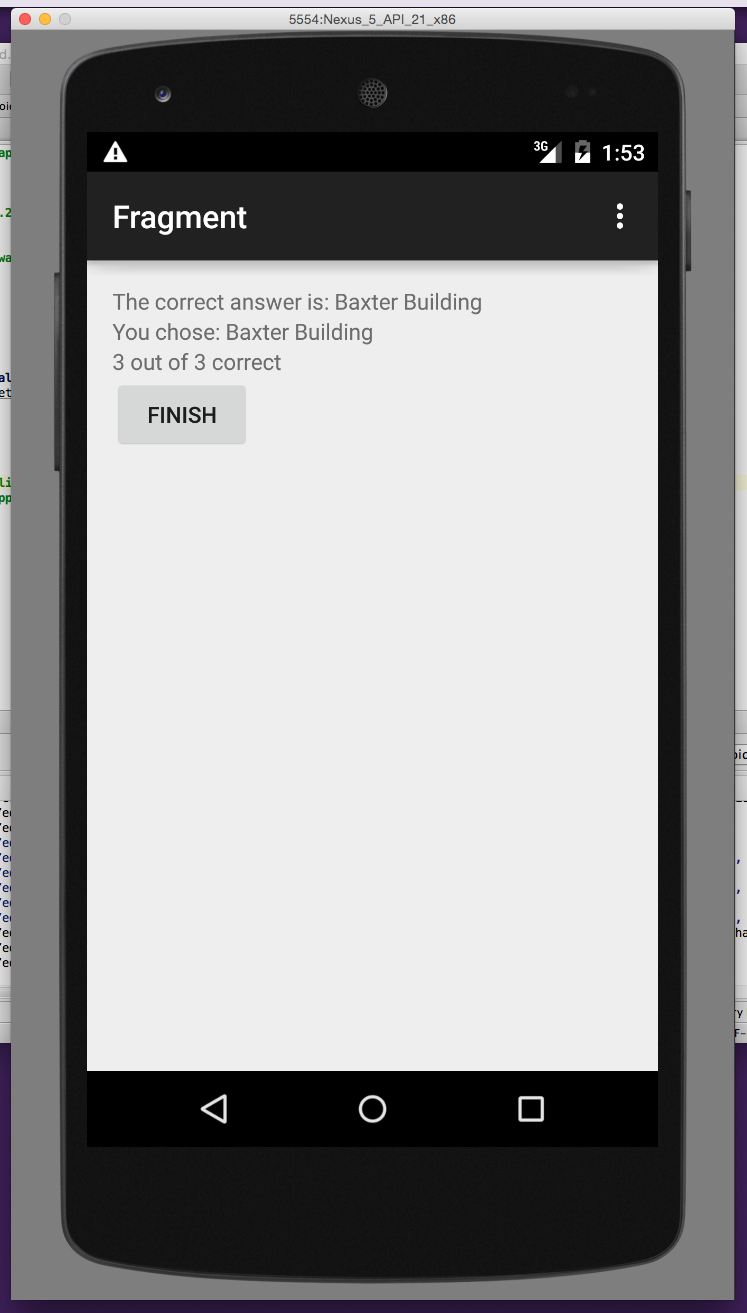 5554:Nexus_5_API_21_x86
3G 1:53
Fragment
The correct answer is: Baxter Building
You chose: Baxter Building
3 out of 3 correct
FINISH